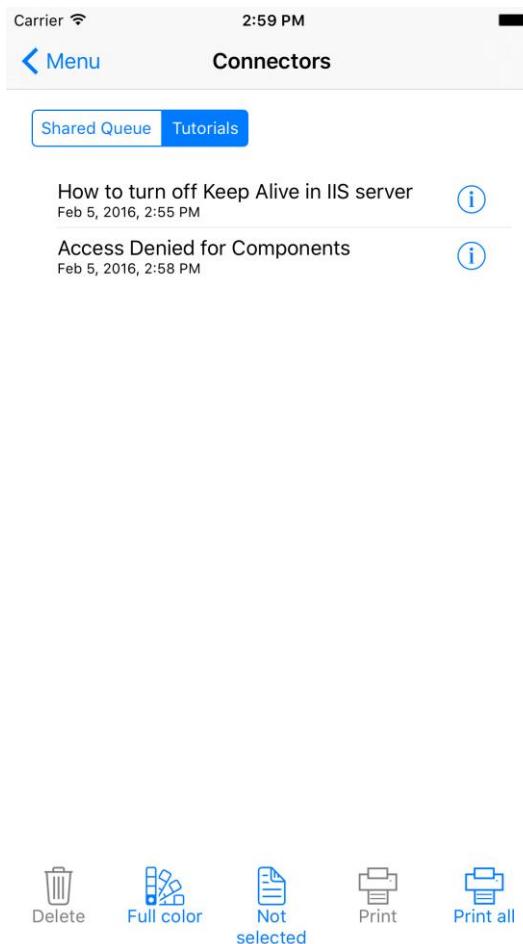 Carrier 2:59 PM
Menu Connectors
Shared Queue Tutorials
How to turn off Keep Alive in IIS server
Feb 5, 2016, 2:55 PM
Access Denied for Components
Feb 5, 2016, 2:58 PM
Delete Full color Not selected Print Print all